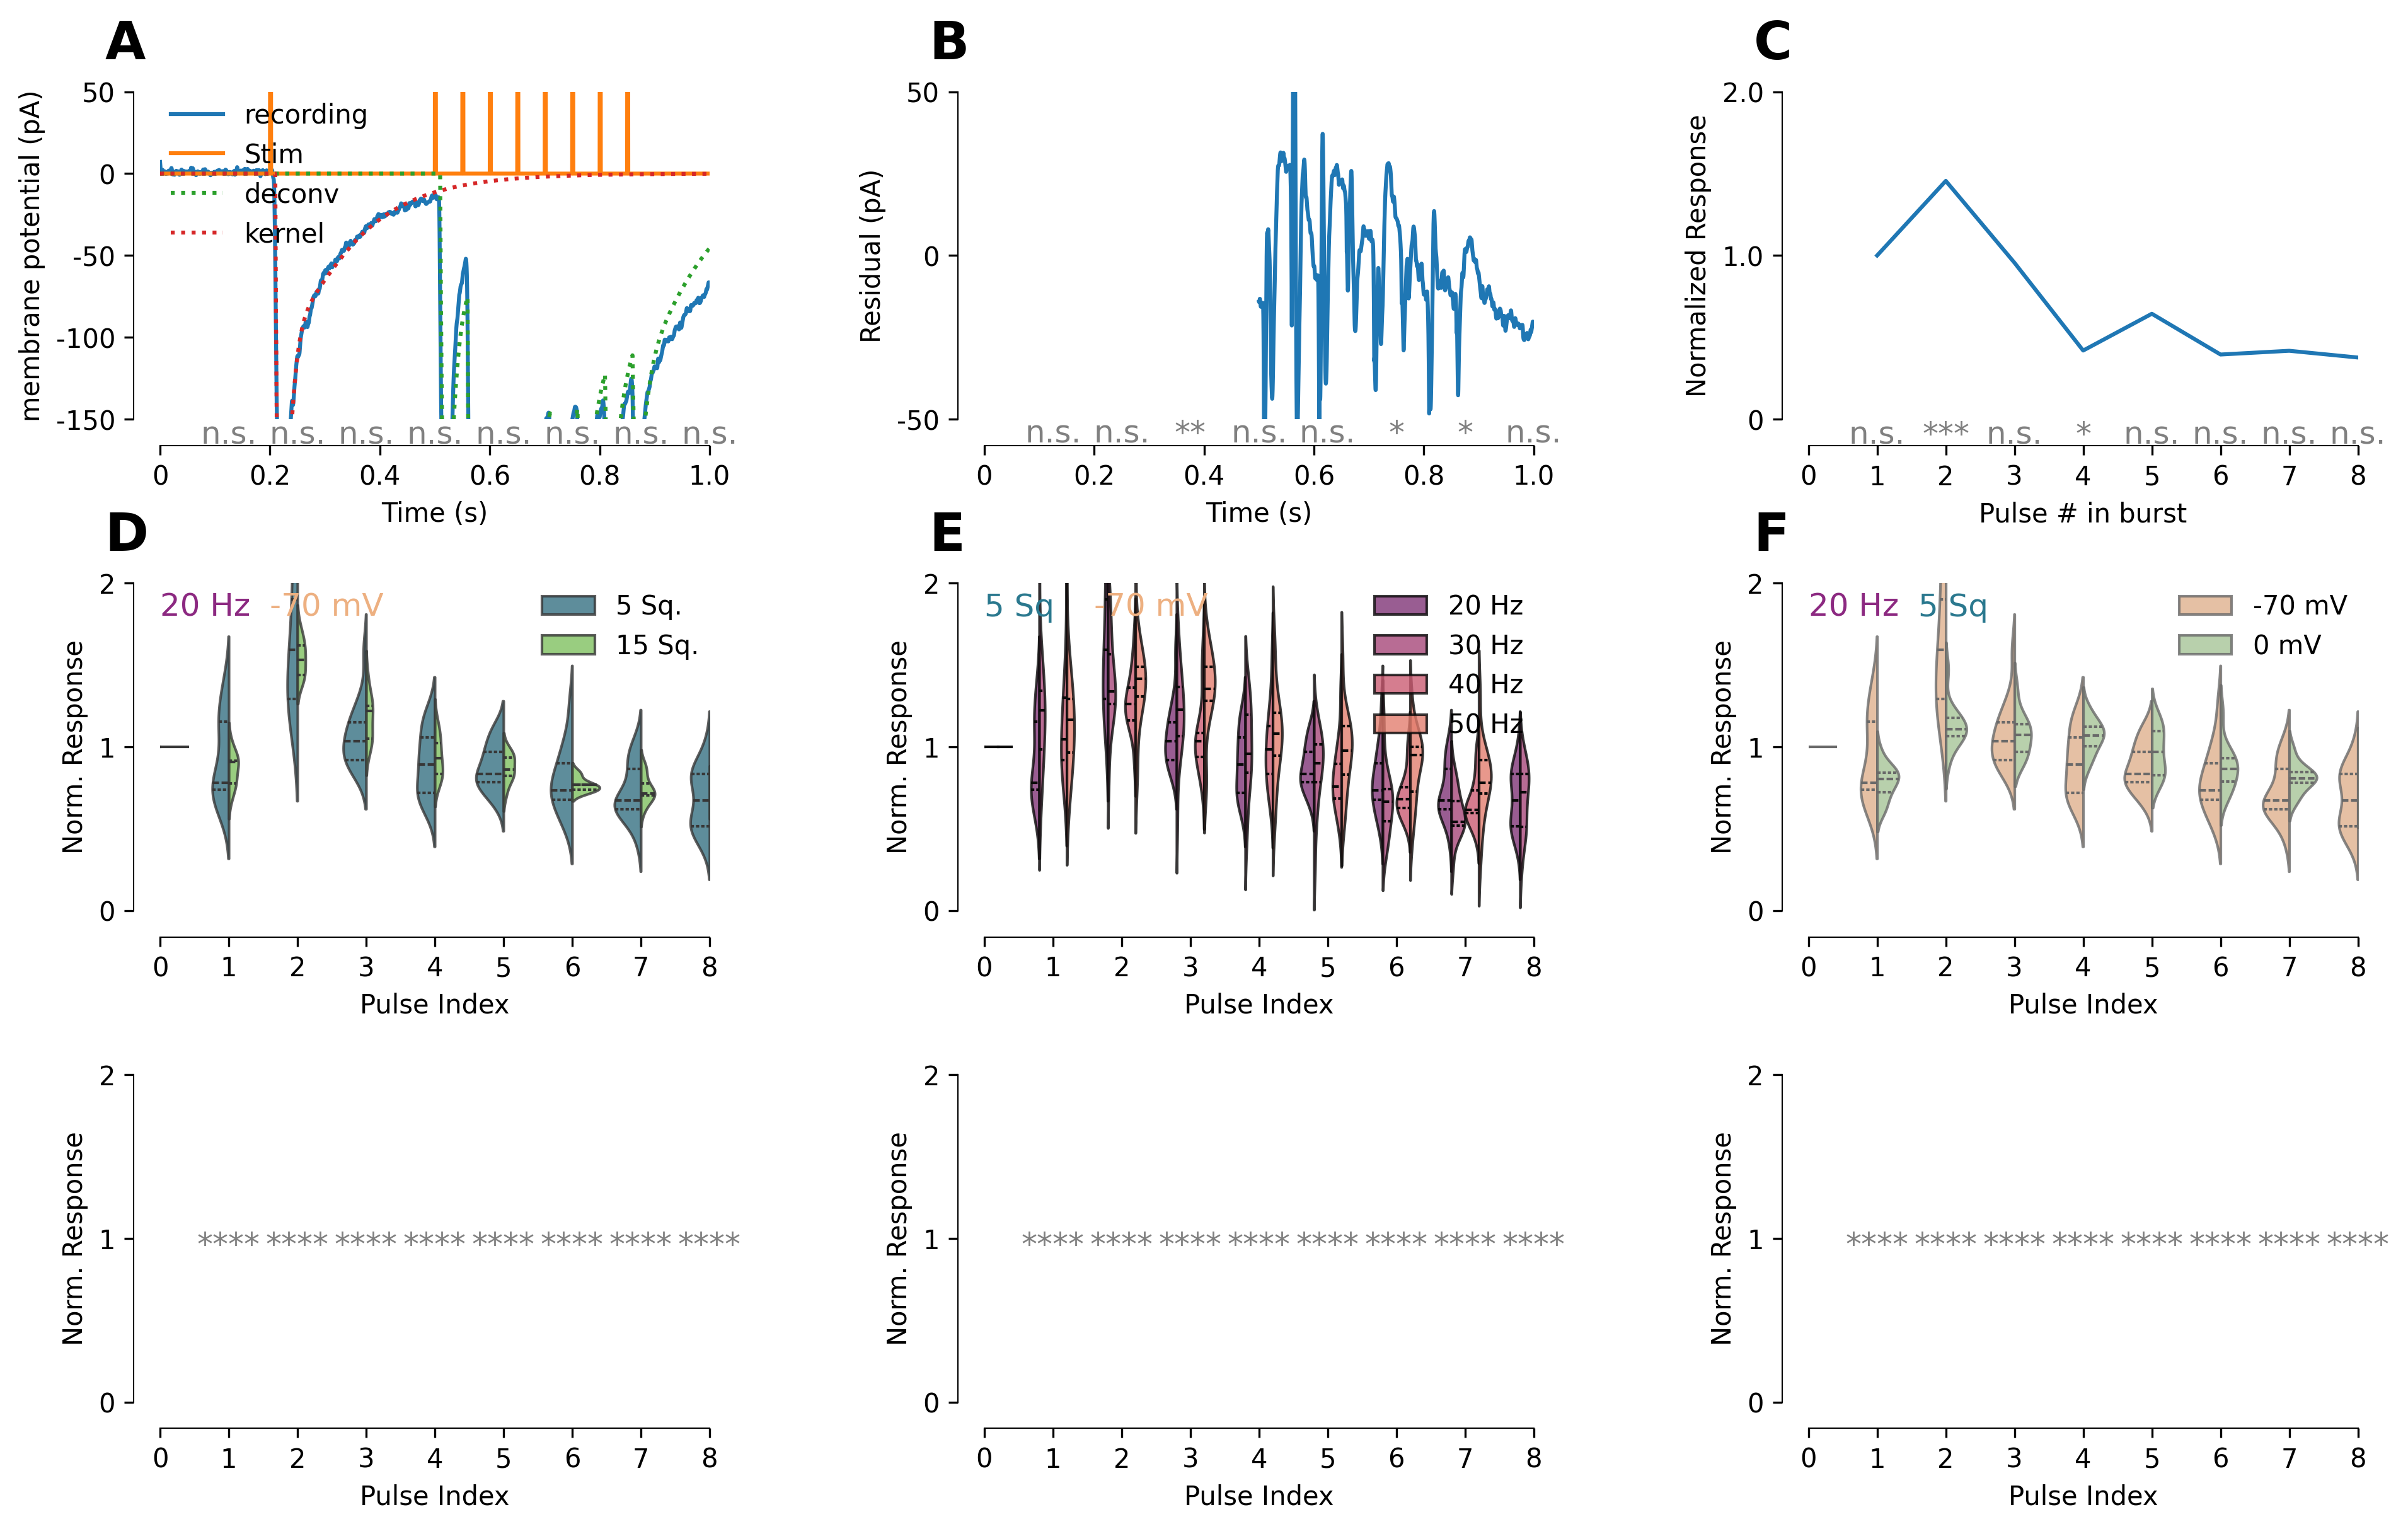 A
B
C
50
0
-50
-100
-150
membrane potential (pA)
recording
Stim
deconv
kernel
n.s. n.s. n.s. n.s. n.s. n.s. n.s. n.s.
0 0.2 0.4 0.6 0.8 1.0
Time (s)
50
0
-50
Residual (pA)
n.s. n.s. ** n.s. n.s. * * n.s.
0 0.2 0.4 0.6 0.8 1.0
Time (s)
2.0
1.0
0
Normalized Response
n.s. *** n.s. * n.s. n.s. n.s. n.s.
0 1 2 3 4 5 6 7 8
Pulse # in burst
D
E
F
2
1
0
Norm. Response
20 Hz -70 mV
5 Sq.
15 Sq.
0 1 2 3 4 5 6 7 8
Pulse Index
2
1
0
Norm. Response
5 Sq -70 mV
20 Hz
30 Hz
40 Hz
50 Hz
0 1 2 3 4 5 6 7 8
Pulse Index
2
1
0
Norm. Response
20 Hz 5 Sq
-70 mV
0 mV
0 1 2 3 4 5 6 7 8
Pulse Index
2
1
0
Norm. Response
**** **** **** **** **** **** **** ****
0 1 2 3 4 5 6 7 8
Pulse Index
2
1
0
Norm. Response
**** **** **** **** **** **** **** ****
0 1 2 3 4 5 6 7 8
Pulse Index
2
1
0
Norm. Response
**** **** **** **** **** **** **** ****
0 1 2 3 4 5 6 7 8
Pulse Index